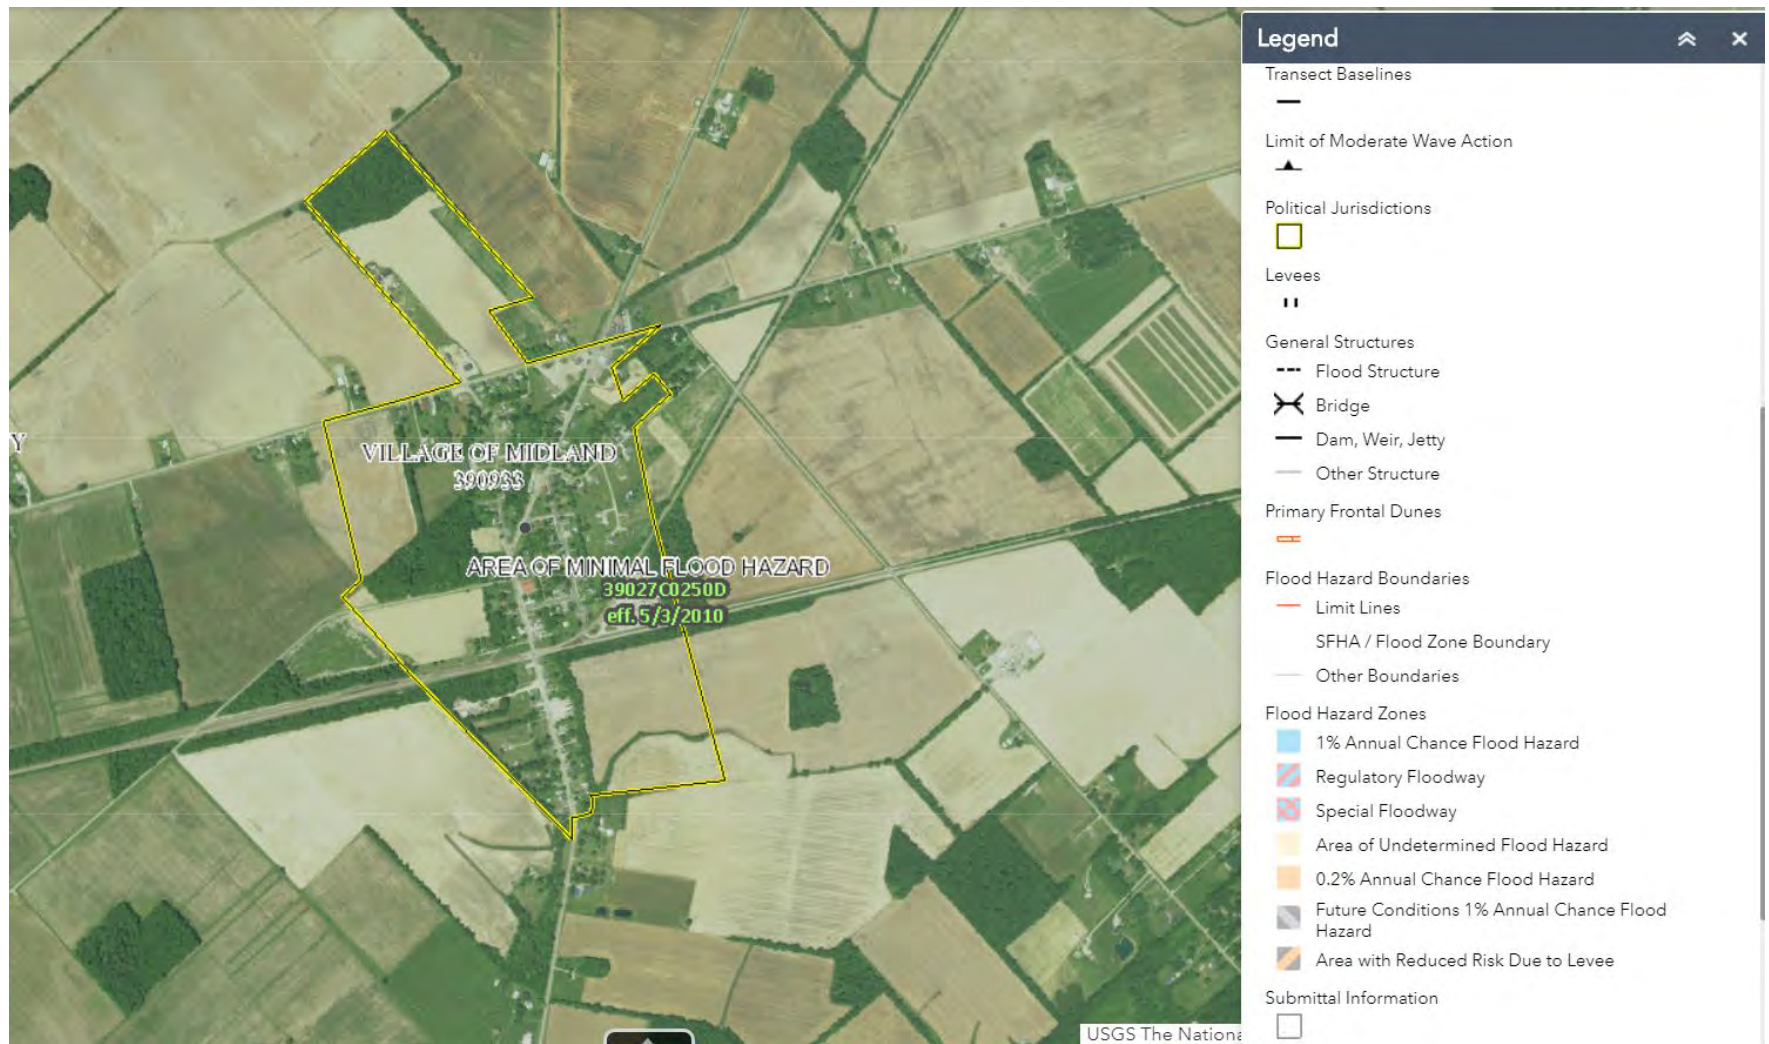 Y
VILLAGE OF MIDLAND
390933
AREA OF MINIMAL FLOOD HAZARD
39027C0250D
eff. 5/3/2010
USGS The Nationa
Legend
Transect Baselines
Limit of Moderate Wave Action
Political Jurisdictions
Levees
General Structures
Flood Structure
Bridge
Dam, Weir, Jetty
Other Structure
Primary Frontal Dunes
Flood Hazard Boundaries
Limit Lines
SFHA / Flood Zone Boundary
Other Boundaries
Flood Hazard Zones
1% Annual Chance Flood Hazard
Regulatory Floodway
Special Floodway
Area of Undetermined Flood Hazard
0.2% Annual Chance Flood Hazard
Future Conditions 1% Annual Chance Flood
Hazard
Area with Reduced Risk Due to Levee
Submittal Information